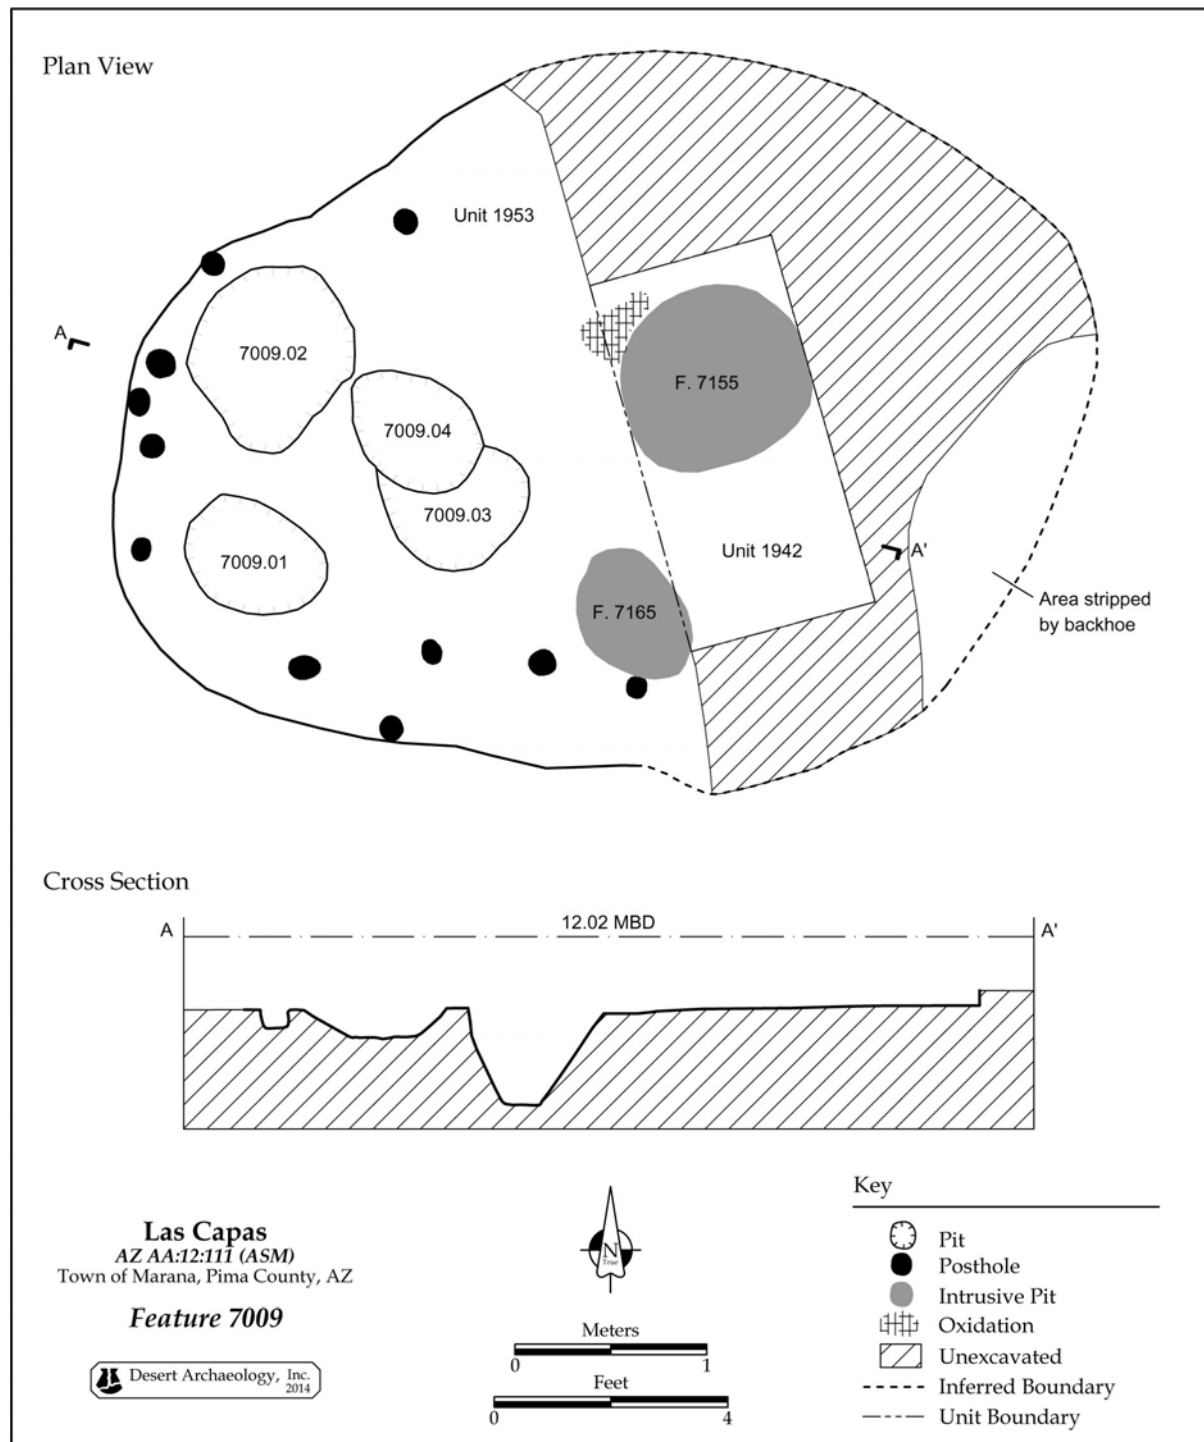 Plan View
Unit 1953
A
7009.02
F. 7155
7009.04
7009.03
Unit 1942
A'
7009.01
Area stripped
by backhoe
F. 7165
Cross Section
A
12.02 MBD
A'
Las Capas
AZ AA:12:111 (ASM)
Town of Marana, Pima County, AZ
Feature 7009
Desert Archaeology, Inc.
2014
N
True
Meters
0 1
Feet
0 4
Key
Pit
Posthole
Intrusive Pit
Oxidation
Unexcavated
Inferred Boundary
Unit Boundary